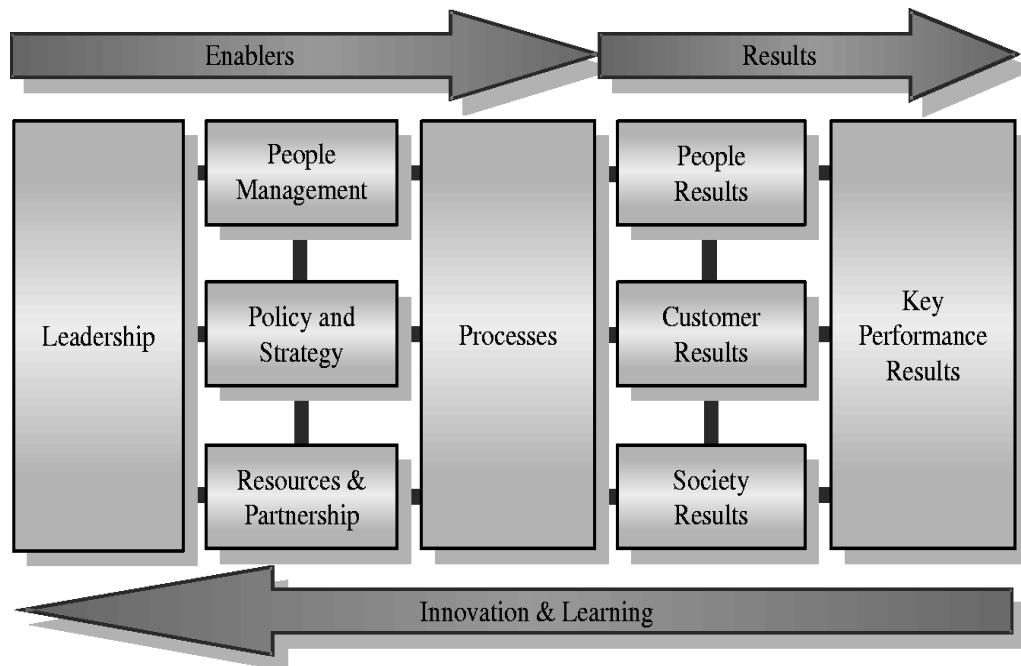 Enablers
Results
Leadership
People
Management
Policy and
Strategy
Resources &
Partnership
Processes
People
Results
Customer
Results
Society
Results
Key
Performance
Results
Innovation & Learning